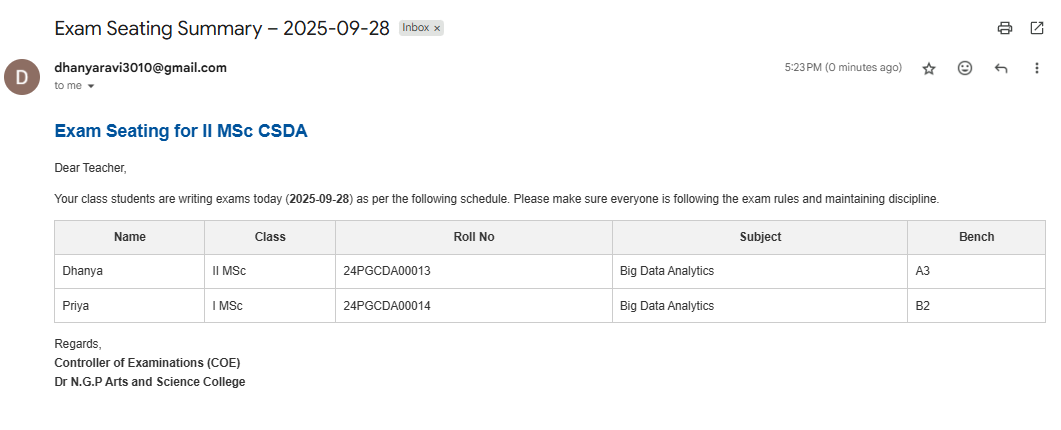 Exam Seating Summary – 2025-09-28 Inbox ×
D
dhanyaravi3010@gmail.com 5:23 PM (0 minutes ago)
to me
Exam Seating for II MSc CSDA
Dear Teacher,
Your class students are writing exams today (2025-09-28) as per the following schedule. Please make sure everyone is following the exam rules and maintaining discipline.
Name Class Roll No Subject Bench
Dhanya II MSc 24PGCDA00013 Big Data Analytics A3
Priya I MSc 24PGCDA00014 Big Data Analytics B2
Regards,
Controller of Examinations (COE)
Dr N.G.P Arts and Science College